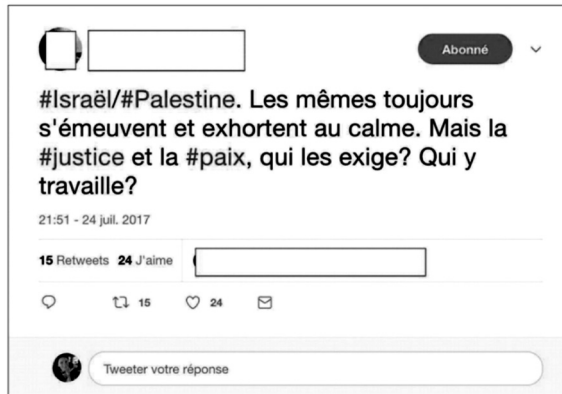 Abonné
#Israël/#Palestine. Les mêmes toujours
s'émeuvent et exhortent au calme. Mais la
#justice et la #paix, qui les exige? Qui y
travaille?
21:51 - 24 juil. 2017
15 Retweets 24 J'aime
15 24
Tweeter votre réponse